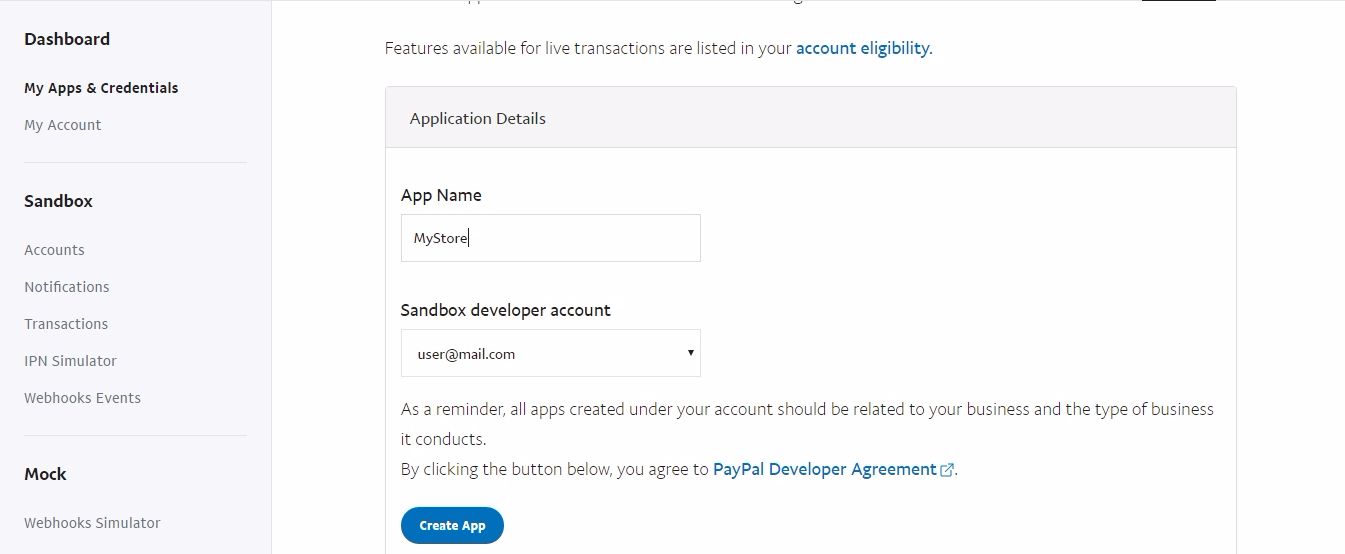 Dashboard
My Apps & Credentials
My Account
Sandbox
Accounts
Notifications
Transactions
IPN Simulator
Webhooks Events
Mock
Webhooks Simulator
Features available for live transactions are listed in your account eligibility.
Application Details
App Name
MyStore
Sandbox developer account
user@mail.com
As a reminder, all apps created under your account should be related to your business and the type of business
it conducts.
By clicking the button below, you agree to PayPal Developer Agreement.
Create App